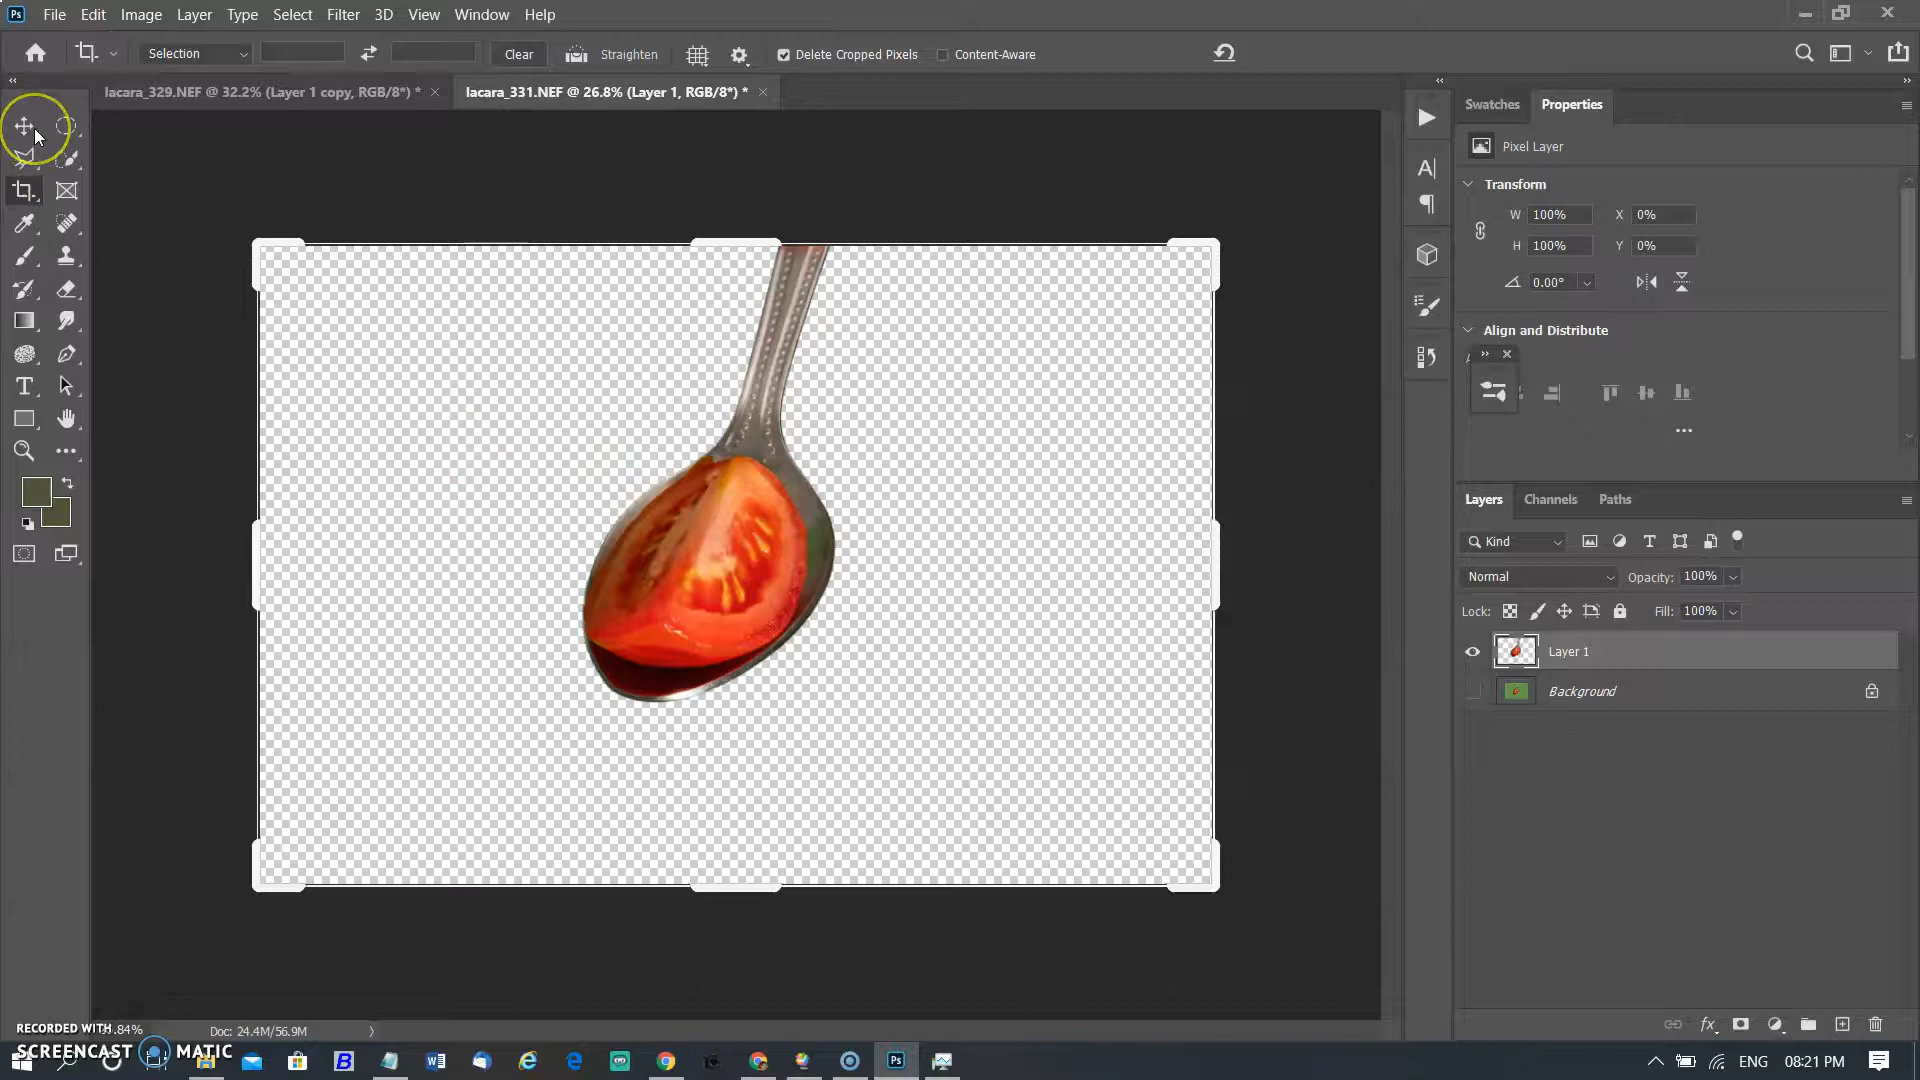 Ps File Edit Image Layer Type Select Filter 3D View Window Help
Selection Clear Straighten Delete Cropped Pixels Content-Aware
lacara_329.NEF @ 32.2% (Layer 1 copy, RGB/8*) * lacara_331.NEF @ 26.8% (Layer 1, RGB/8*) *
Swatches Properties
Pixel Layer
Transform
W 100% X 0%
H 100% Y 0%
0.00°
Align and Distribute
Layers Channels Paths
Kind
Normal Opacity: 100%
Lock: Fill: 100%
Layer 1
Background
Doc: 24.4M/56.9M
RECORDED WITH
SCREENCAST MATIC
ENG 08:21 PM